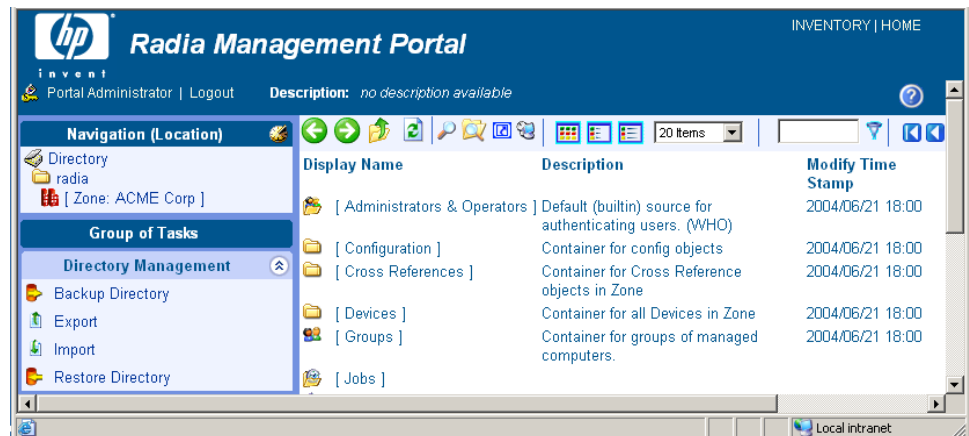 INVENTORY | HOME
hp
invent
Radia Management Portal
Portal Administrator | Logout
Description: no description available
Navigation (Location)
Directory
radia
[ Zone: ACME Corp ]
Group of Tasks
Directory Management
Backup Directory
Export
Import
Restore Directory
20 Items
Display Name Description Modify Time
Stamp
[ Administrators & Operators ] Default (builtin) source for 2004/06/21 18:00
authenticating users. (WHO)
[ Configuration ] Container for config objects 2004/06/21 18:00
[ Cross References ] Container for Cross Reference 2004/06/21 18:00
objects in Zone
[ Devices ] Container for all Devices in Zone 2004/06/21 18:00
[ Groups ] Container for groups of managed 2004/06/21 18:00
computers.
[ Jobs ]
Local intranet